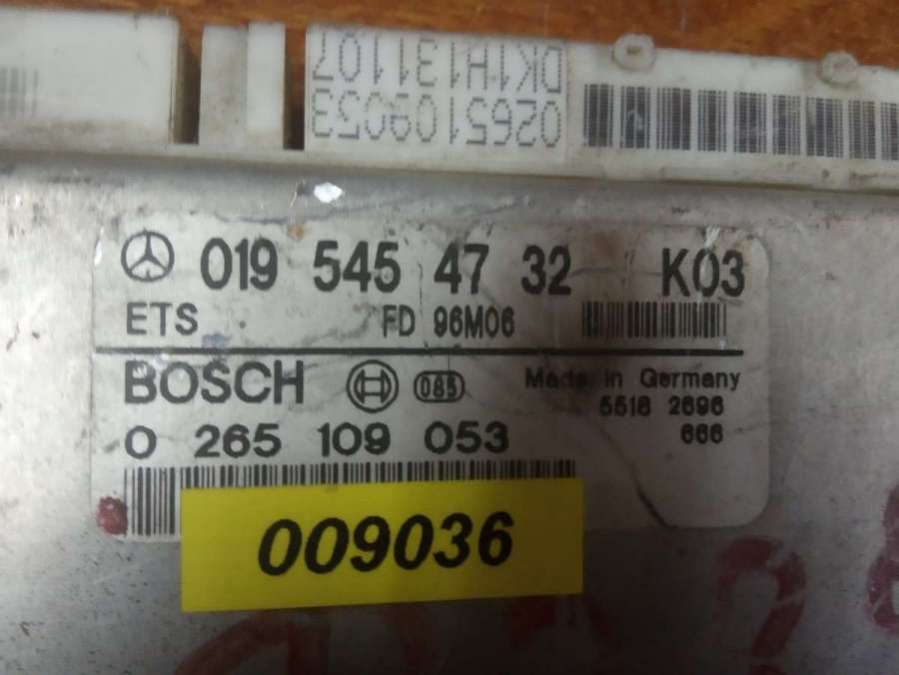 DK1H131107
0265109053
019 545 47 32 K03
ETS FD 96M06
BOSCH 085 Made in Germany
5518 2696
0 265 109 053 666
009036